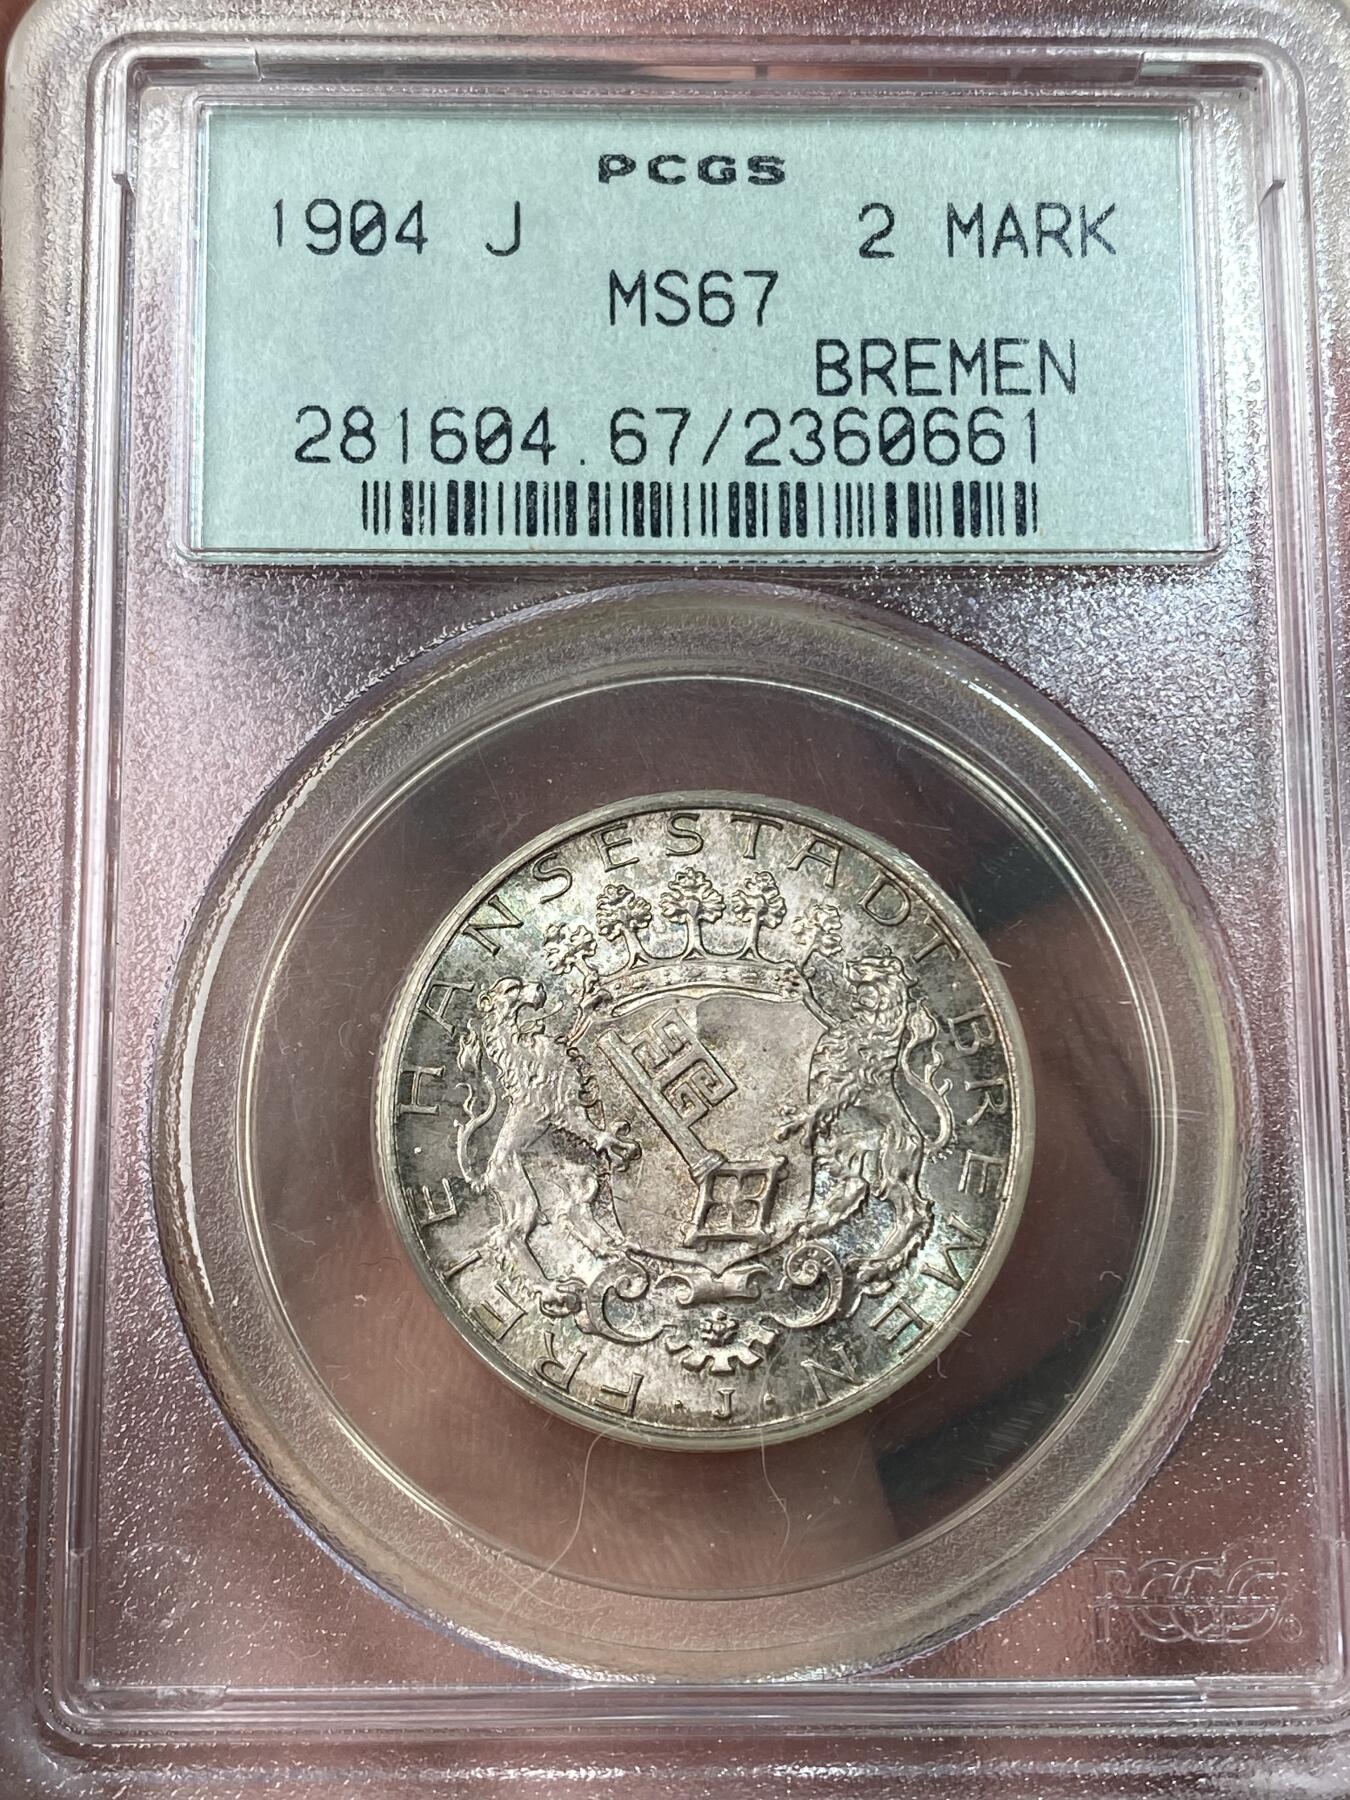 PCGS
1904 J 2 MARK
MS67
BREMEN
281604.67/2360661
FREIE HANSESTADT BREMEN
· J ·
PCGS®